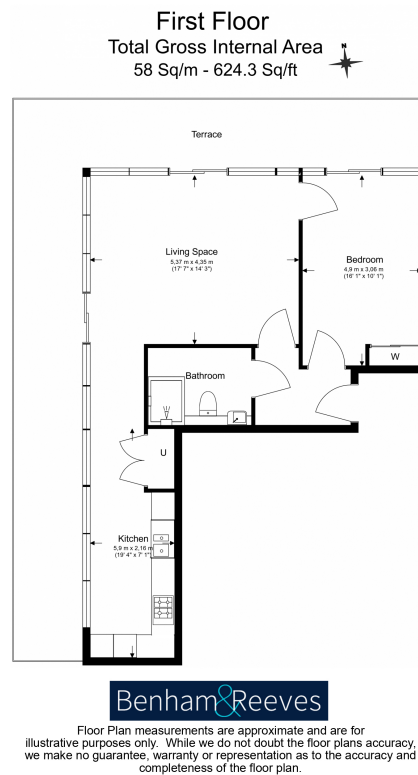 First Floor
Total Gross Internal Area
58 Sq/m - 624.3 Sq/ft
N
Terrace
Living Space
5,37 m x 4,35 m
(17' 7" x 14' 3")
Bedroom
4,9 m x 3,06 m
(16' 1" x 10' 1")
W
Bathroom
U
Kitchen
5,9 m x 2,16 m
(19' 4" x 7' 1")
Benham&Reeves
Floor Plan measurements are approximate and are for
illustrative purposes only. While we do not doubt the floor plans accuracy,
we make no guarantee, warranty or representation as to the accuracy and
completeness of the floor plan.